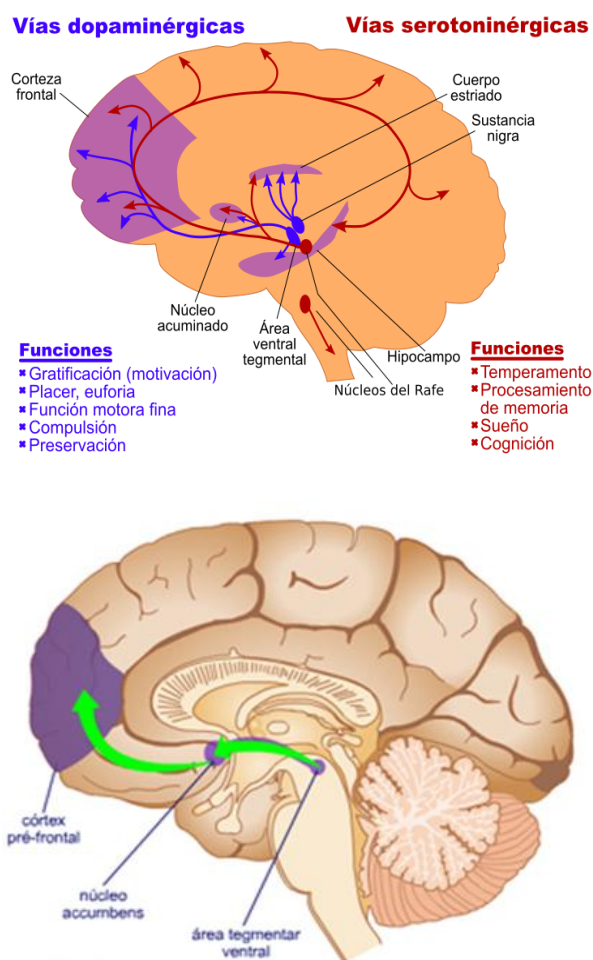 Vías dopaminérgicas
Vías serotoninérgicas
Corteza
frontal
Cuerpo
estriado
Sustancia
nigra
Núcleo
acuminado
Área
ventral
tegmental
Hipocampo
Núcleos del Rafe
Funciones
Gratificación (motivación)
Placer, euforia
Función motora fina
Compulsión
Preservación
Funciones
Temperamento
Procesamiento
de memoria
Sueño
Cognición
córtex
pré-frontal
núcleo
accumbens
área tegmentar
ventral